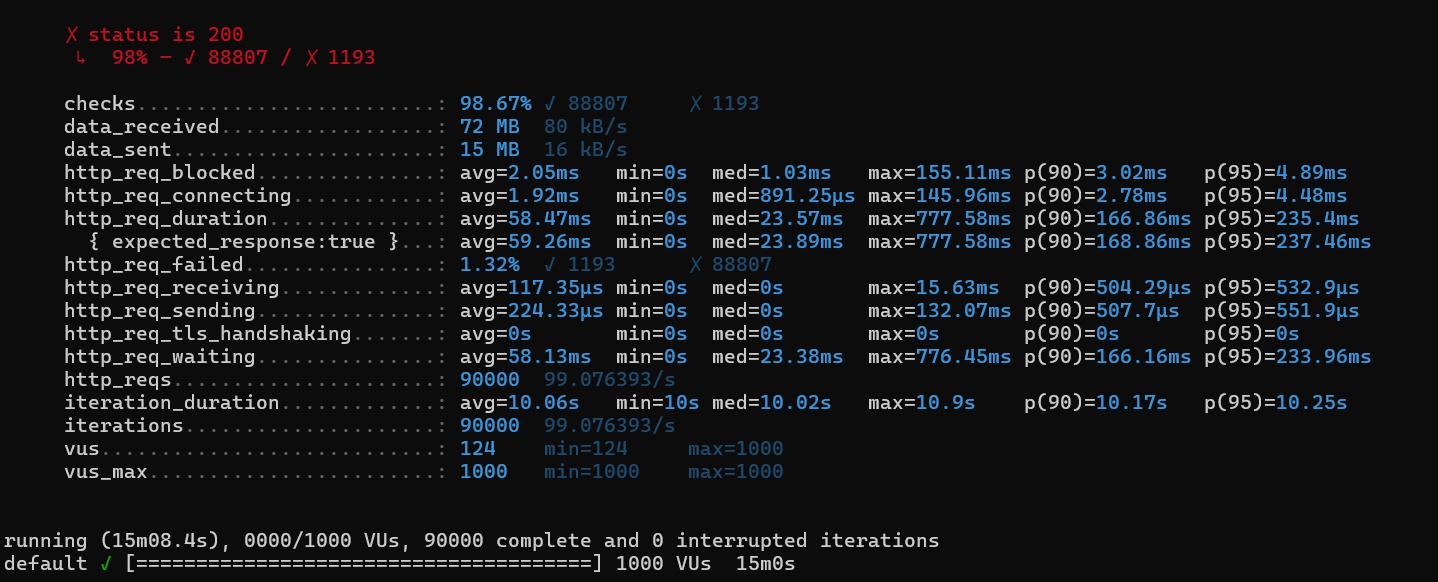 ✗ status is 200
↳  98% — ✓ 88807 / ✗ 1193
checks.........................: 98.67% ✓ 88807     ✗ 1193
data_received..................: 72 MB  80 kB/s
data_sent......................: 15 MB  16 kB/s
http_req_blocked...............: avg=2.05ms   min=0s  med=1.03ms   max=155.11ms p(90)=3.02ms   p(95)=4.89ms
http_req_connecting............: avg=1.92ms   min=0s  med=891.25µs max=145.96ms p(90)=2.78ms   p(95)=4.48ms
http_req_duration..............: avg=58.47ms  min=0s  med=23.57ms  max=777.58ms p(90)=166.86ms p(95)=235.4ms
{ expected_response:true }...: avg=59.26ms  min=0s  med=23.89ms  max=777.58ms p(90)=168.86ms p(95)=237.46ms
http_req_failed................: 1.32%  ✓ 1193      ✗ 88807
http_req_receiving.............: avg=117.35µs min=0s  med=0s       max=15.63ms  p(90)=504.29µs p(95)=532.9µs
http_req_sending...............: avg=224.33µs min=0s  med=0s       max=132.07ms p(90)=507.7µs  p(95)=551.9µs
http_req_tls_handshaking.......: avg=0s       min=0s  med=0s       max=0s       p(90)=0s       p(95)=0s
http_req_waiting...............: avg=58.13ms  min=0s  med=23.38ms  max=776.45ms p(90)=166.16ms p(95)=233.96ms
http_reqs......................: 90000  99.076393/s
iteration_duration.............: avg=10.06s   min=10s med=10.02s   max=10.9s    p(90)=10.17s   p(95)=10.25s
iterations.....................: 90000  99.076393/s
vus............................: 124    min=124     max=1000
vus_max........................: 1000   min=1000    max=1000
running (15m08.4s), 0000/1000 VUs, 90000 complete and 0 interrupted iterations
default ✓ [======================================] 1000 VUs  15m0s